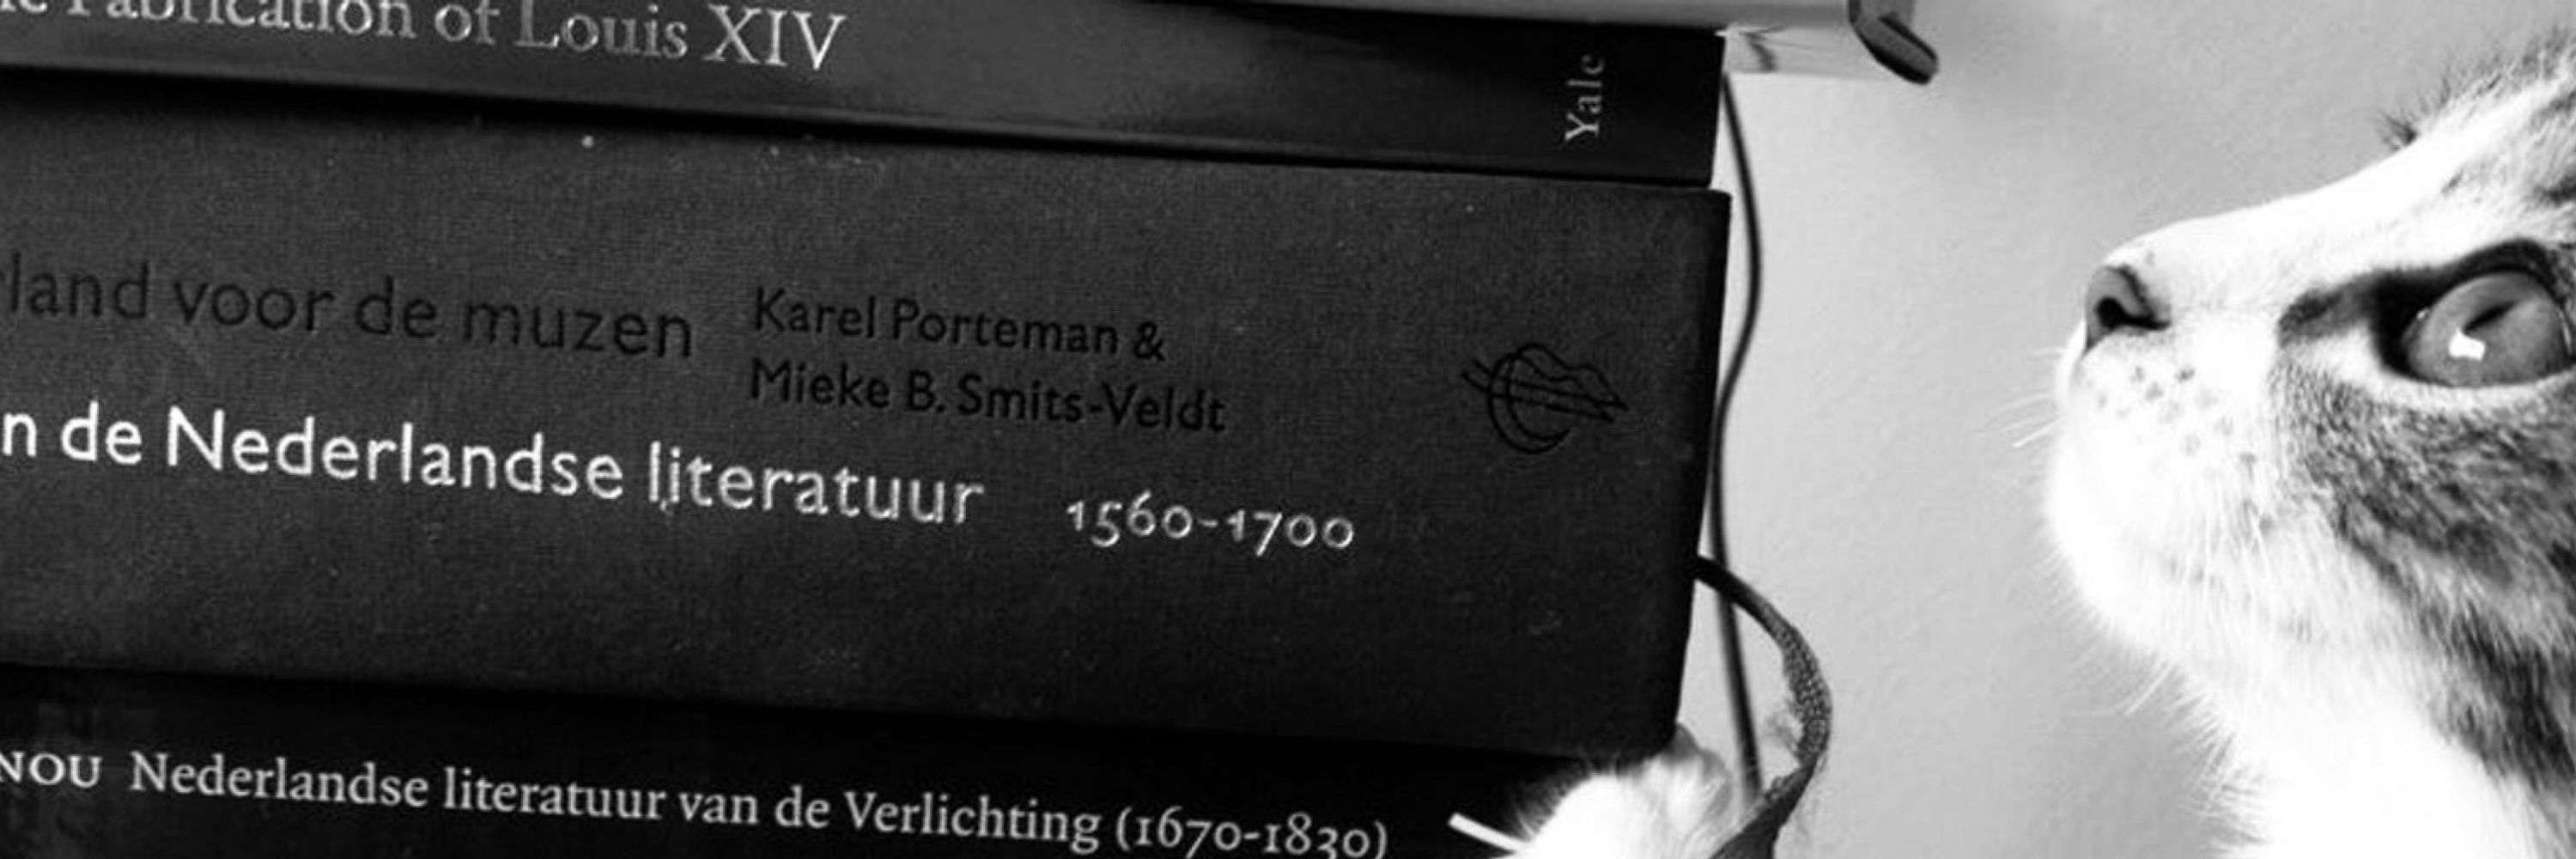 Fabrication of Louis XIV
Yale
rland voor de muzen
Karel Porteman &
Mieke B. Smits-Veldt
n de Nederlandse literatuur 1560-1700
NOU Nederlandse literatuur van de Verlichting (1670-1830)